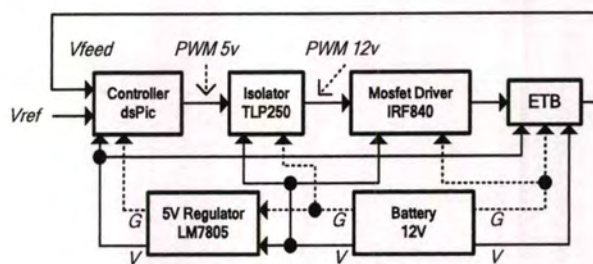 Vfeed
PWM 5v
PWM 12v
Vref
Controller
dsPic
Isolator
TLP250
Mosfet Driver
IRF840
ETB
5V Regulator
LM7805
Battery
12V
G
G
G
V
V
V